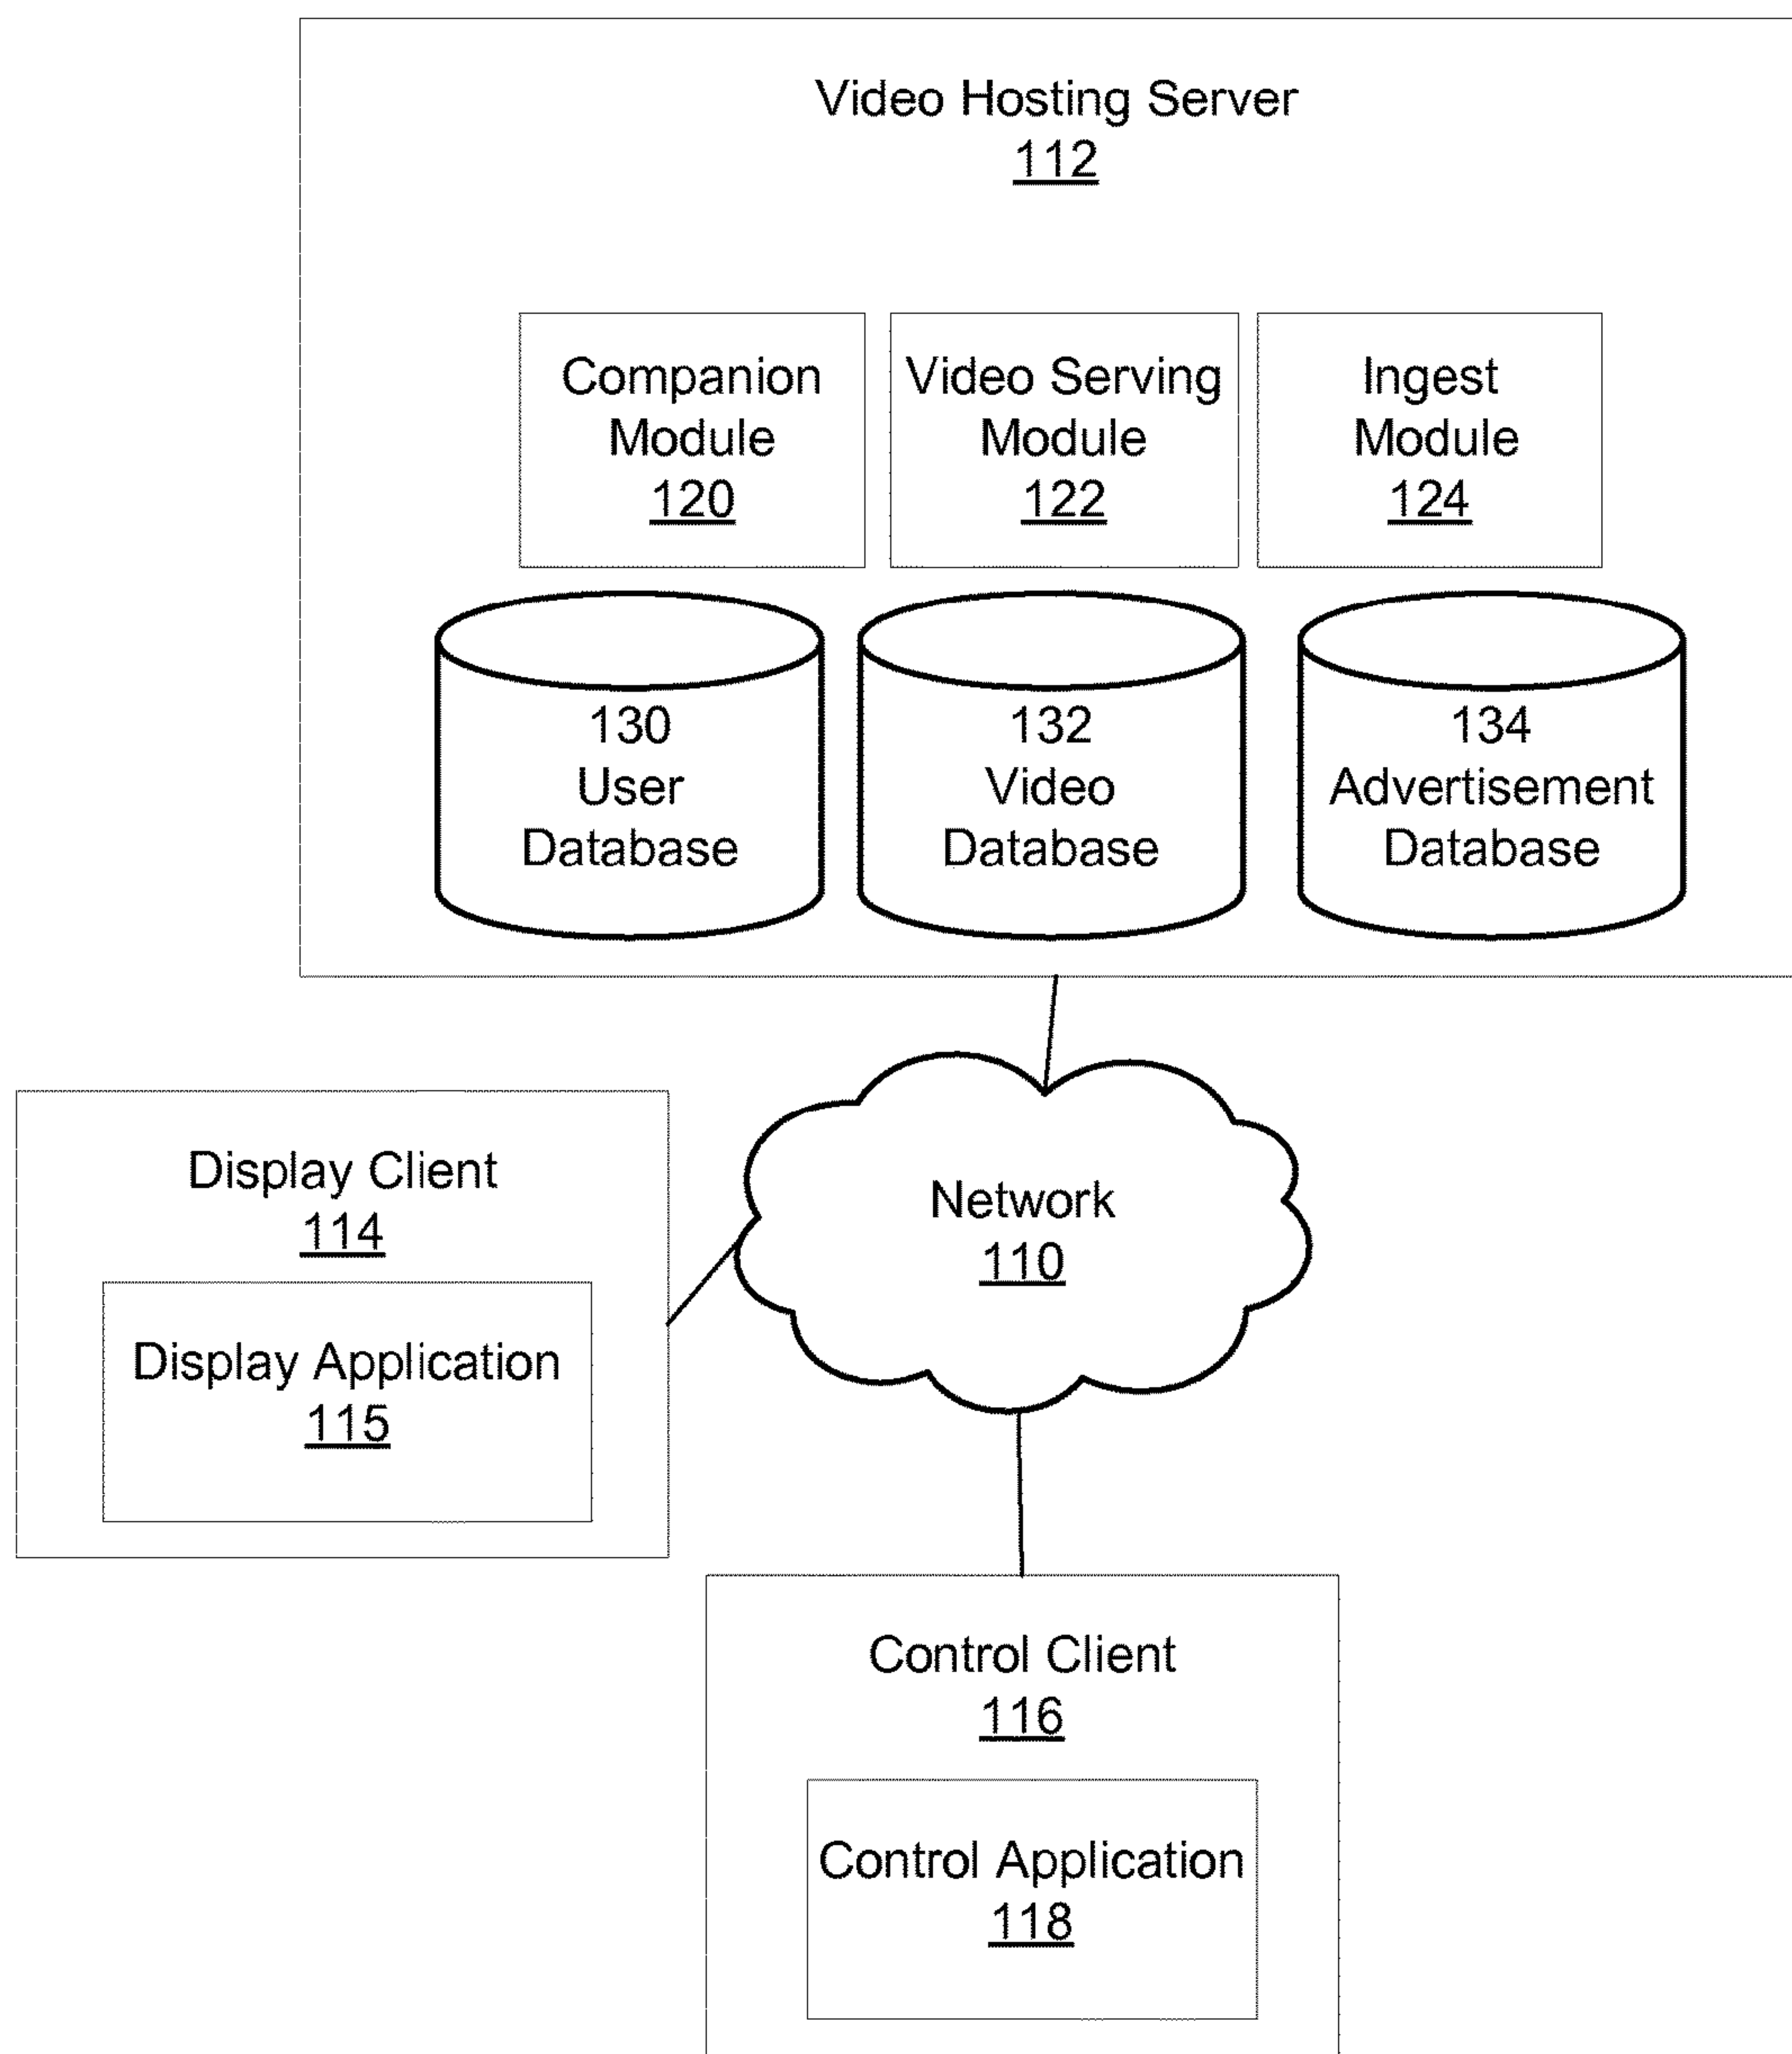 Video Hosting Server
112
Companion
Module
120
Video Serving
Module
122
Ingest
Module
124
130
User
Database
132
Video
Database
134
Advertisement
Database
Display Client
114
Display Application
115
Network
110
Control Client
116
Control Application
118